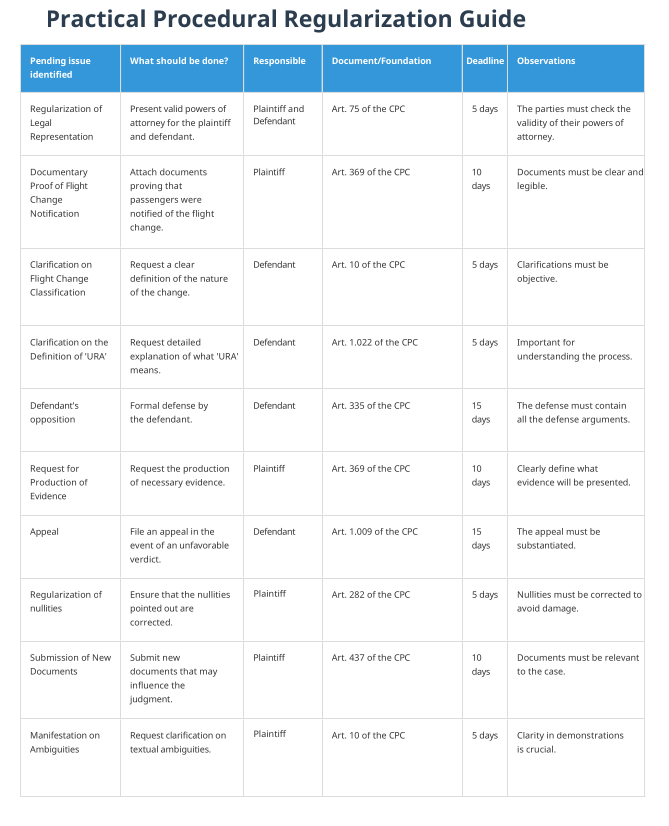 Practical Procedural Regularization Guide
Pending issue
identified
What should be done?
Responsible
Document/Foundation
Deadline
Observations
Regularization of
Legal
Representation
Present valid powers of
attorney for the plaintiff
and defendant.
Plaintiff and
Defendant
Art. 75 of the CPC
5 days
The parties must check the
validity of their powers of
attorney.
Documentary
Proof of Flight
Change
Notification
Attach documents
proving that
passengers were
notified of the flight
change.
Plaintiff
Art. 369 of the CPC
10
days
Documents must be clear and
legible.
Clarification on
Flight Change
Classification
Request a clear
definition of the nature
of the change.
Defendant
Art. 10 of the CPC
5 days
Clarifications must be
objective.
Clarification on the
Definition of 'URA'
Request detailed
explanation of what 'URA'
means.
Defendant
Art. 1.022 of the CPC
5 days
Important for
understanding the process.
Defendant's
opposition
Formal defense by
the defendant.
Defendant
Art. 335 of the CPC
15
days
The defense must contain
all the defense arguments.
Request for
Production of
Evidence
Request the production
of necessary evidence.
Plaintiff
Art. 369 of the CPC
10
days
Clearly define what
evidence will be presented.
Appeal
File an appeal in the
event of an unfavorable
verdict.
Defendant
Art. 1.009 of the CPC
15
days
The appeal must be
substantiated.
Regularization of
nullities
Ensure that the nullities
pointed out are
corrected.
Plaintiff
Art. 282 of the CPC
5 days
Nullities must be corrected to
avoid damage.
Submission of New
Documents
Submit new
documents that may
influence the
judgment.
Plaintiff
Art. 437 of the CPC
10
days
Documents must be relevant
to the case.
Manifestation on
Ambiguities
Request clarification on
textual ambiguities.
Plaintiff
Art. 10 of the CPC
5 days
Clarity in demonstrations
is crucial.